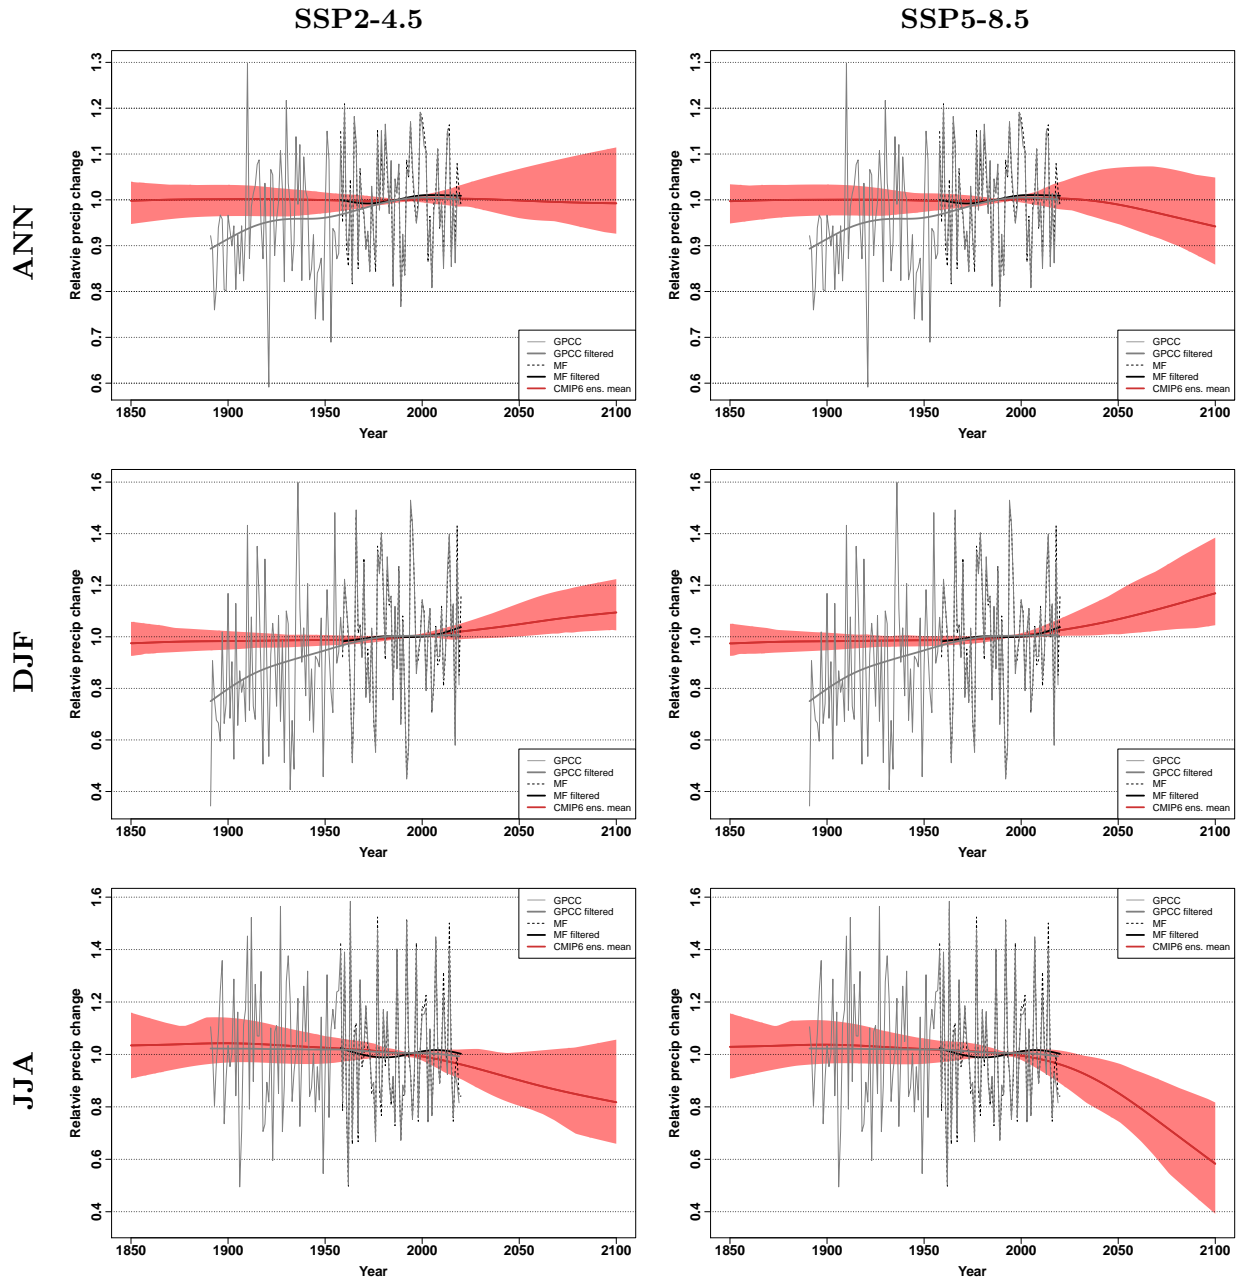 SSP2-4.5
SSP5-8.5
ANN
Relatvie precip change
0.6 0.7 0.8 0.9 1.0 1.1 1.2 1.3
GPCC
GPCC filtered
MF
MF filtered
CMIP6 ens. mean
1850 1900 1950 2000 2050 2100
Year
Relatvie precip change
0.6 0.7 0.8 0.9 1.0 1.1 1.2 1.3
GPCC
GPCC filtered
MF
MF filtered
CMIP6 ens. mean
1850 1900 1950 2000 2050 2100
Year
DJF
Relatvie precip change
0.4 0.6 0.8 1.0 1.2 1.4 1.6
GPCC
GPCC filtered
MF
MF filtered
CMIP6 ens. mean
1850 1900 1950 2000 2050 2100
Year
Relatvie precip change
0.4 0.6 0.8 1.0 1.2 1.4 1.6
GPCC
GPCC filtered
MF
MF filtered
CMIP6 ens. mean
1850 1900 1950 2000 2050 2100
Year
JJA
Relatvie precip change
0.4 0.6 0.8 1.0 1.2 1.4 1.6
GPCC
GPCC filtered
MF
MF filtered
CMIP6 ens. mean
1850 1900 1950 2000 2050 2100
Year
Relatvie precip change
0.4 0.6 0.8 1.0 1.2 1.4 1.6
GPCC
GPCC filtered
MF
MF filtered
CMIP6 ens. mean
1850 1900 1950 2000 2050 2100
Year